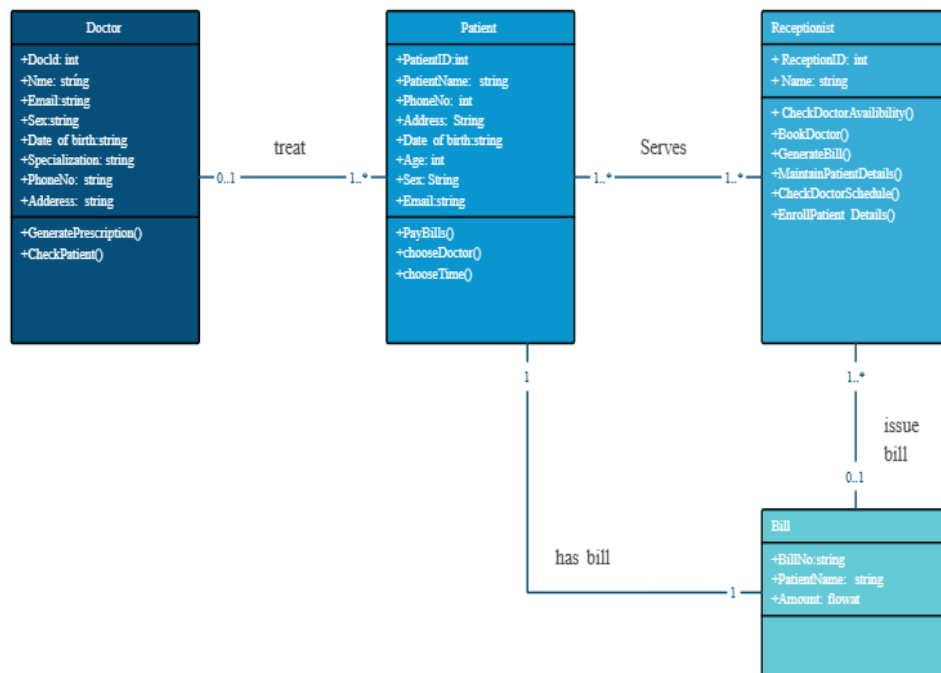 Doctor
+DocId: int
+Nme: string
+Email:string
+Sex:string
+Date of birth:string
+Specialization: string
+PhoneNo: string
+Adderess: string
+GeneratePrescription()
+CheckPatient()
treat
0..1
1..*
Patient
+PatientID:int
+PatientName: string
+PhoneNo: int
+Address: String
+Date of birth:string
+Age: int
+Sex: String
+Email:string
+PayBills()
+chooseDoctor()
+chooseTime()
Serves
1..*
1..*
Receptionist
+ ReceptionID: int
+ Name: string
+ CheckDoctorAvailibility()
+BookDoctor()
+GenerateBill()
+MaintainPatientDetails()
+CheckDoctorSchedule()
+EnrollPatient Details()
1
has bill
1
1..*
issue
bill
0..1
Bill
+BillNo:string
+PatientName: string
+Amount: flowat